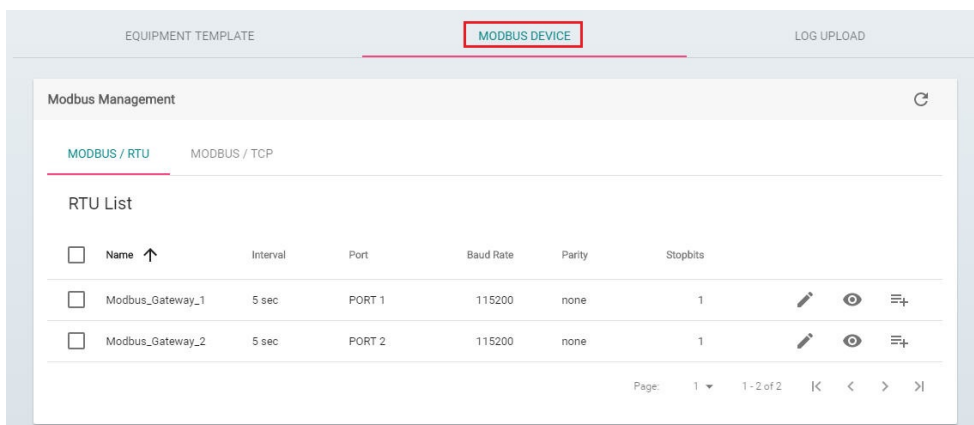 EQUIPMENT TEMPLATE MODBUS DEVICE LOG UPLOAD
Modbus Management
MODBUS / RTU MODBUS / TCP
RTU List
Name Interval Port Baud Rate Parity Stopbits
Modbus_Gateway_1 5 sec PORT 1 115200 none 1
Modbus_Gateway_2 5 sec PORT 2 115200 none 1
Page: 1 1 - 2 of 2